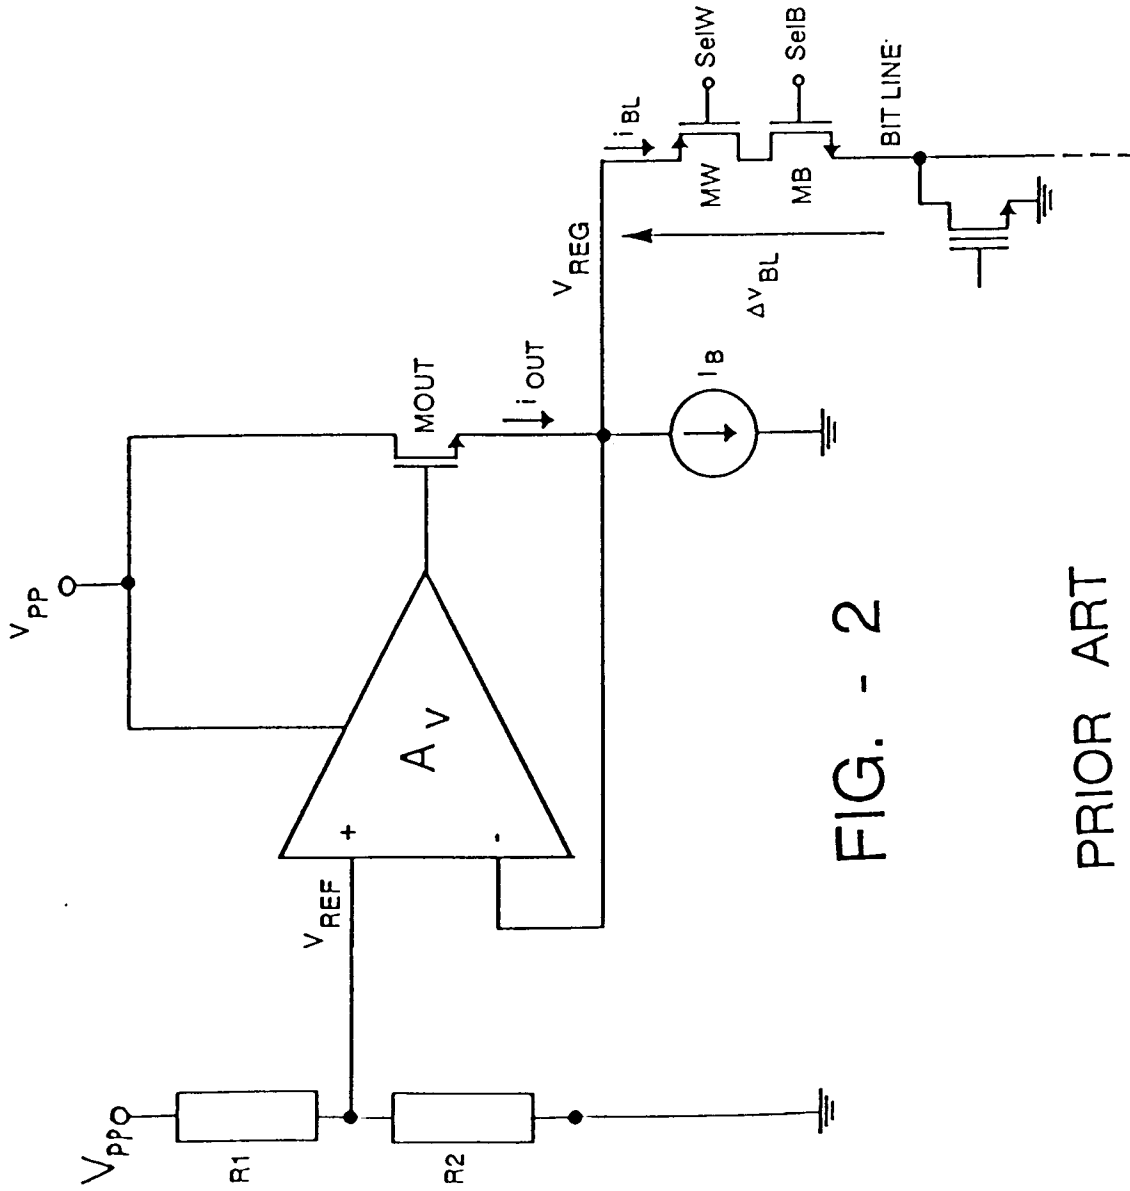 V_PP
V_PP
R1
R2
V_REF
+
-
A_V
MOUT
i_OUT
V_REG
I_B
ΔV_BL
i_BL
SelW
MW
SelB
MB
BIT LINE
FIG. - 2
PRIOR ART